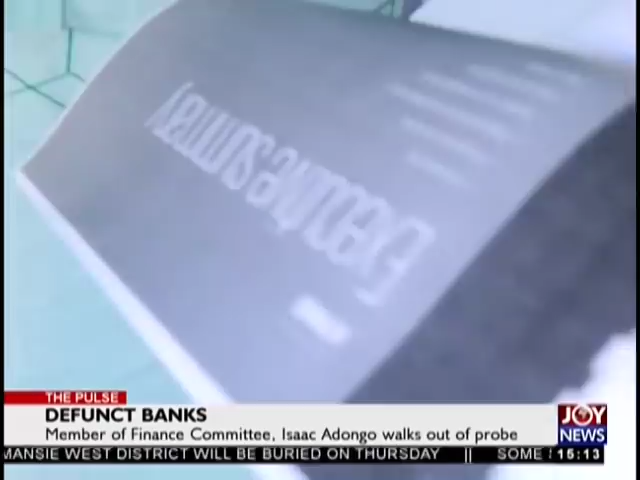 Executive Summary
THE PULSE
DEFUNCT BANKS
Member of Finance Committee, Isaac Adongo walks out of probe
JOY
NEWS
MANSIE WEST DISTRICT WILL BE BURIED ON THURSDAY || SOME
15:13